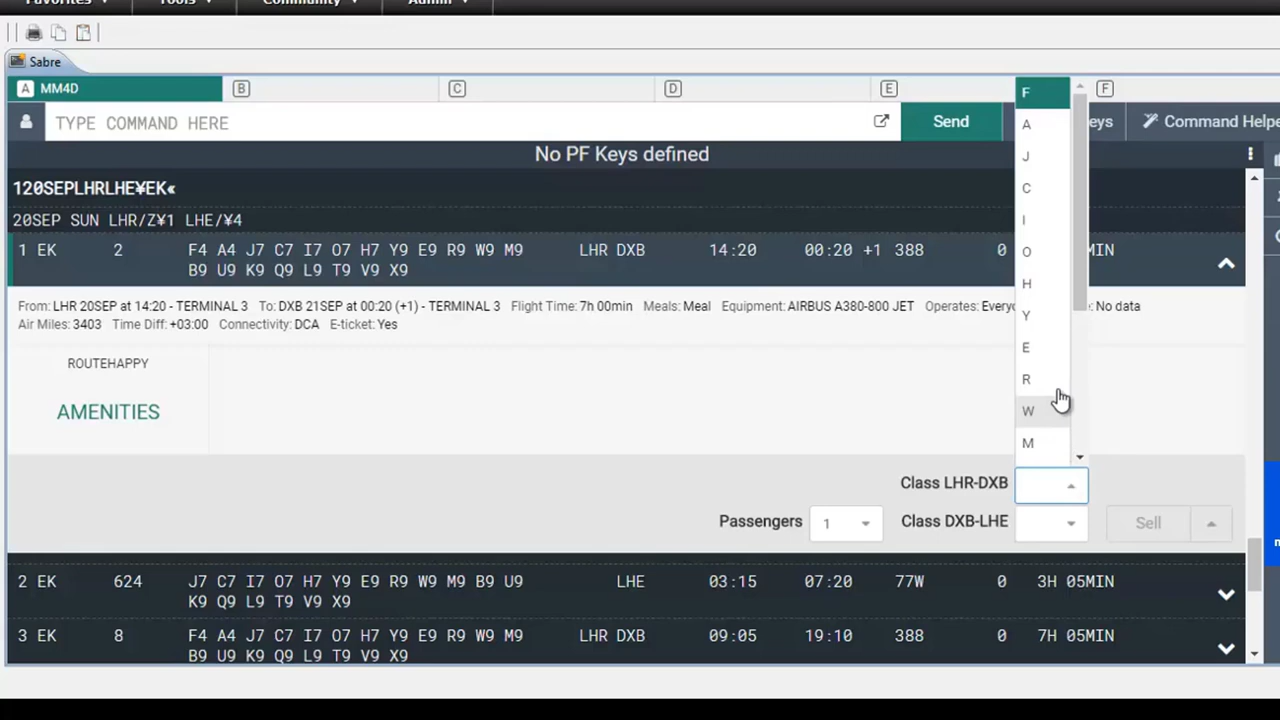 Favorites Tools Community Admin
Sabre
A MM4D B C D E F
TYPE COMMAND HERE Send eys Command Helpe
No PF Keys defined
120SEPLHRLHE¥EK«
20SEP SUN LHR/Z¥1 LHE/¥4
1 EK 2 F4 A4 J7 C7 I7 O7 H7 Y9 E9 R9 W9 M9 LHR DXB 14:20 00:20 +1 388 0 MIN
B9 U9 K9 Q9 L9 T9 V9 X9
From: LHR 20SEP at 14:20 - TERMINAL 3 To: DXB 21SEP at 00:20 (+1) - TERMINAL 3 Flight Time: 7h 00min Meals: Meal Equipment: AIRBUS A380-800 JET Operates: Everyo e: No data
Air Miles: 3403 Time Diff: +03:00 Connectivity: DCA E-ticket: Yes
ROUTEHAPPY
AMENITIES
F
A
J
C
I
O
H
Y
E
R
W
M
Class LHR-DXB
Passengers 1 Class DXB-LHE Sell
2 EK 624 J7 C7 I7 O7 H7 Y9 E9 R9 W9 M9 B9 U9 LHE 03:15 07:20 77W 0 3H 05MIN
K9 Q9 L9 T9 V9 X9
3 EK 8 F4 A4 J7 C7 I7 O7 H7 Y9 E9 R9 W9 M9 LHR DXB 09:05 19:10 388 0 7H 05MIN
B9 U9 K9 Q9 L9 T9 V9 X9